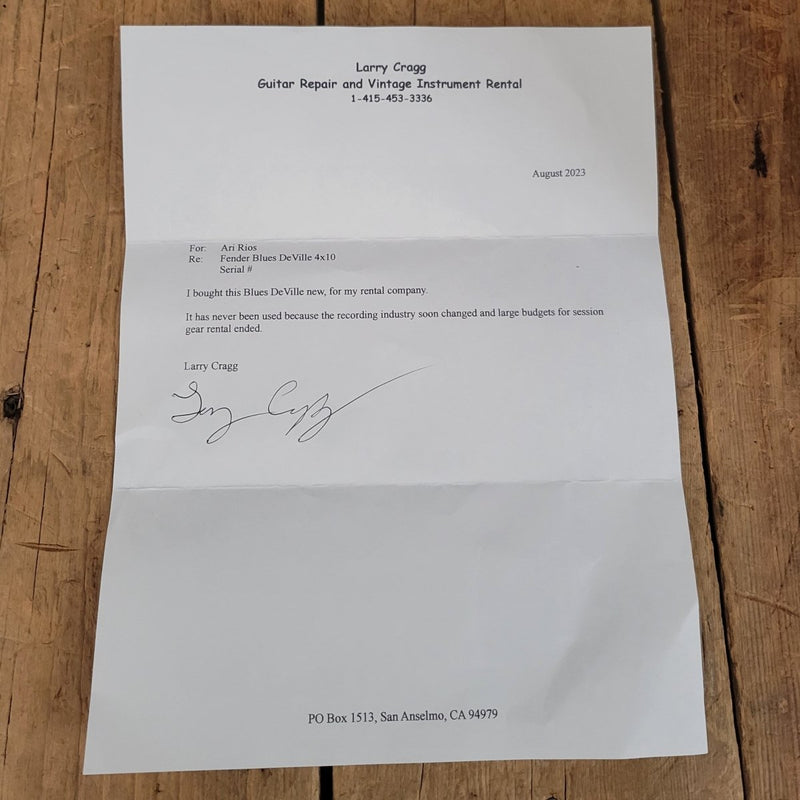 Larry Cragg
Guitar Repair and Vintage Instrument Rental
1-415-453-3336
August 2023
For: Ari Rios
Re: Fender Blues DeVille 4x10
Serial #
I bought this Blues DeVille new, for my rental company.
It has never been used because the recording industry soon changed and large budgets for session
gear rental ended.
Larry Cragg
PO Box 1513, San Anselmo, CA 94979